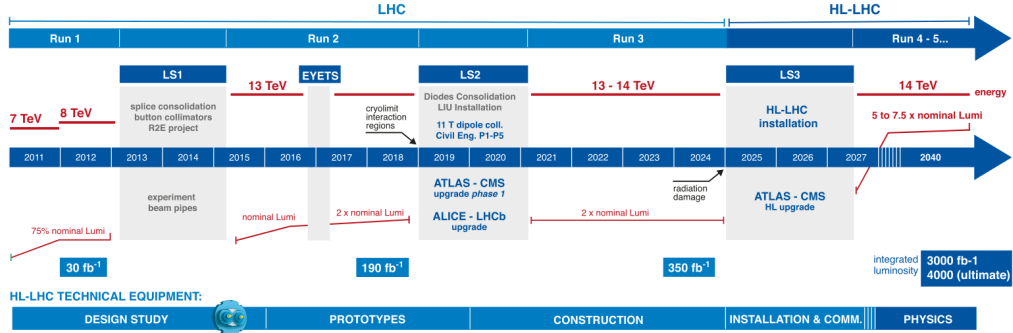 LHC
HL-LHC
Run 1
Run 2
Run 3
Run 4 - 5...
LS1
EYETS
LS2
LS3
13 TeV
13 - 14 TeV
14 TeV
energy
7 TeV
8 TeV
splice consolidation
button collimators
R2E project
cryolimit
interaction
regions
Diodes Consolidation
LIU Installation
11 T dipole coll.
Civil Eng. P1-P5
HL-LHC
installation
5 to 7.5 x nominal Lumi
2011
2012
2013
2014
2015
2016
2017
2018
2019
2020
2021
2022
2023
2024
2025
2026
2027
2040
experiment
beam pipes
ATLAS - CMS
upgrade phase 1
ALICE - LHCb
upgrade
radiation
damage
ATLAS - CMS
HL upgrade
75% nominal Lumi
nominal Lumi
2 x nominal Lumi
2 x nominal Lumi
30 fb-1
190 fb-1
350 fb-1
integrated
luminosity
3000 fb-1
4000 (ultimate)
HL-LHC TECHNICAL EQUIPMENT:
DESIGN STUDY
PROTOTYPES
CONSTRUCTION
INSTALLATION & COMM.
PHYSICS